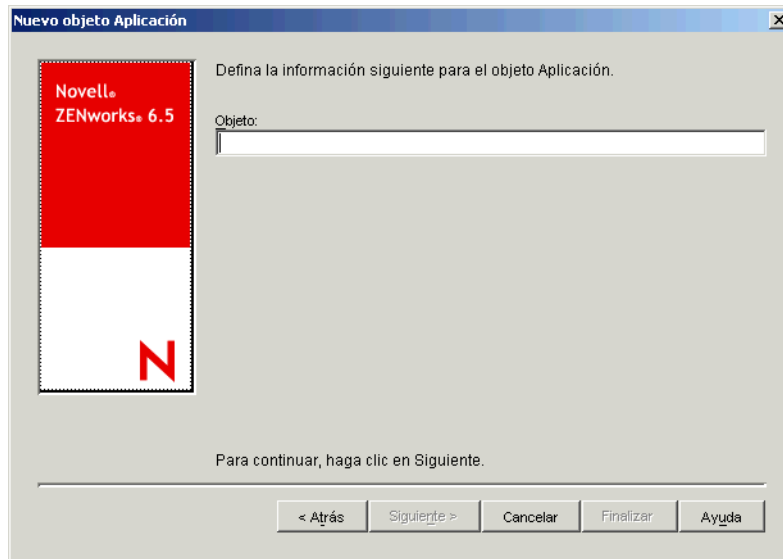 Nuevo objeto Aplicación
Novell®
ZENworks® 6.5
Defina la información siguiente para el objeto Aplicación.
Objeto:
N
Para continuar, haga clic en Siguiente.
< Atrás
Siguiente >
Cancelar
Finalizar
Ayuda